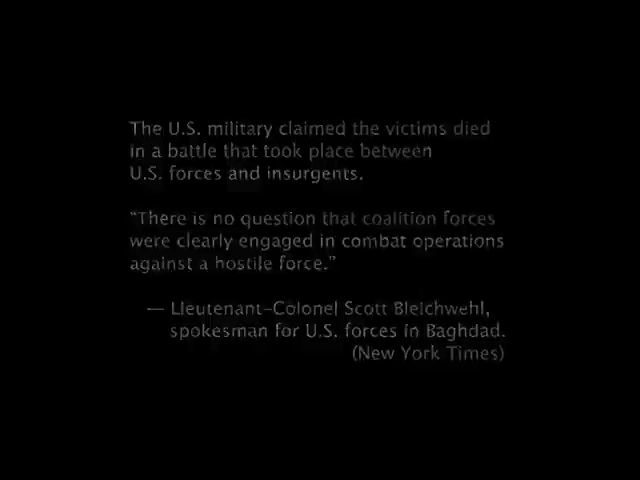 The U.S. military claimed the victims died
in a battle that took place between
U.S. forces and insurgents.
“There is no question that coalition forces
were clearly engaged in combat operations
against a hostile force.”
— Lieutenant-Colonel Scott Bleichwehl,
spokesman for U.S. forces in Baghdad.
(New York Times)